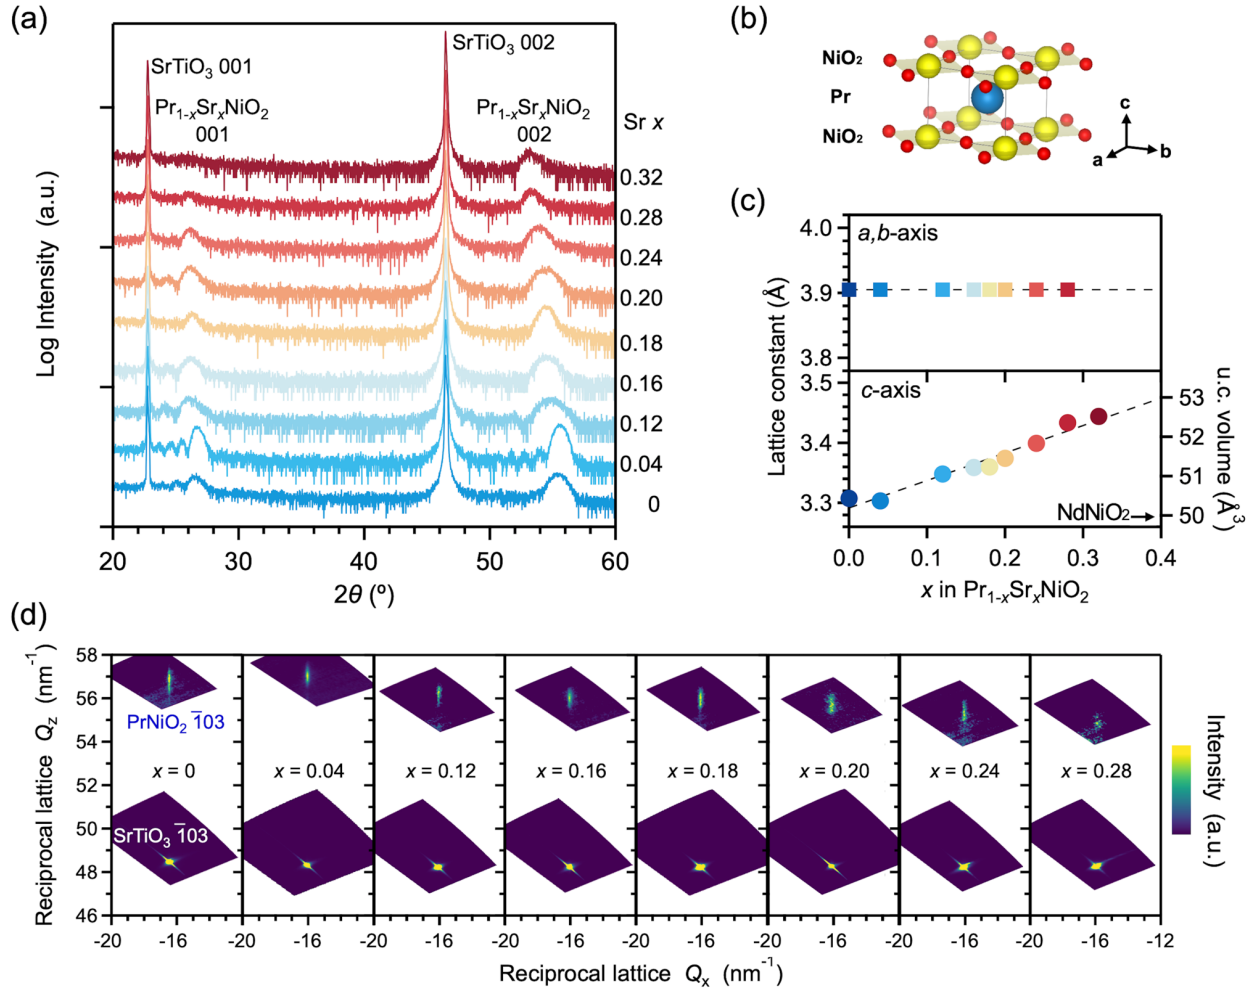 (a)
SrTiO3 001
SrTiO3 002
Pr1-xSrxNiO2
001
Pr1-xSrxNiO2
002
Sr x
0.32
0.28
0.24
0.20
0.18
0.16
0.12
0.04
0
Log Intensity (a.u.)
20
30
40
50
60
2θ (º)
(b)
NiO2
Pr
NiO2
c
a
b
(c)
a,b-axis
4.0
3.9
3.8
c-axis
3.5
3.4
3.3
Lattice constant (Å)
53
52
51
50
u.c. volume (Å3)
NdNiO2
0.0
0.1
0.2
0.3
0.4
x in Pr1-xSrxNiO2
(d)
58
56
54
52
50
48
46
Reciprocal lattice Qz (nm-1)
PrNiO2 1̅03
x = 0
x = 0.04
x = 0.12
x = 0.16
x = 0.18
x = 0.20
x = 0.24
x = 0.28
SrTiO3 1̅03
Intensity (a.u.)
-20 -16 -20 -16 -20 -16 -20 -16 -20 -16 -20 -16 -20 -16 -20 -16 -12
Reciprocal lattice Qx (nm-1)